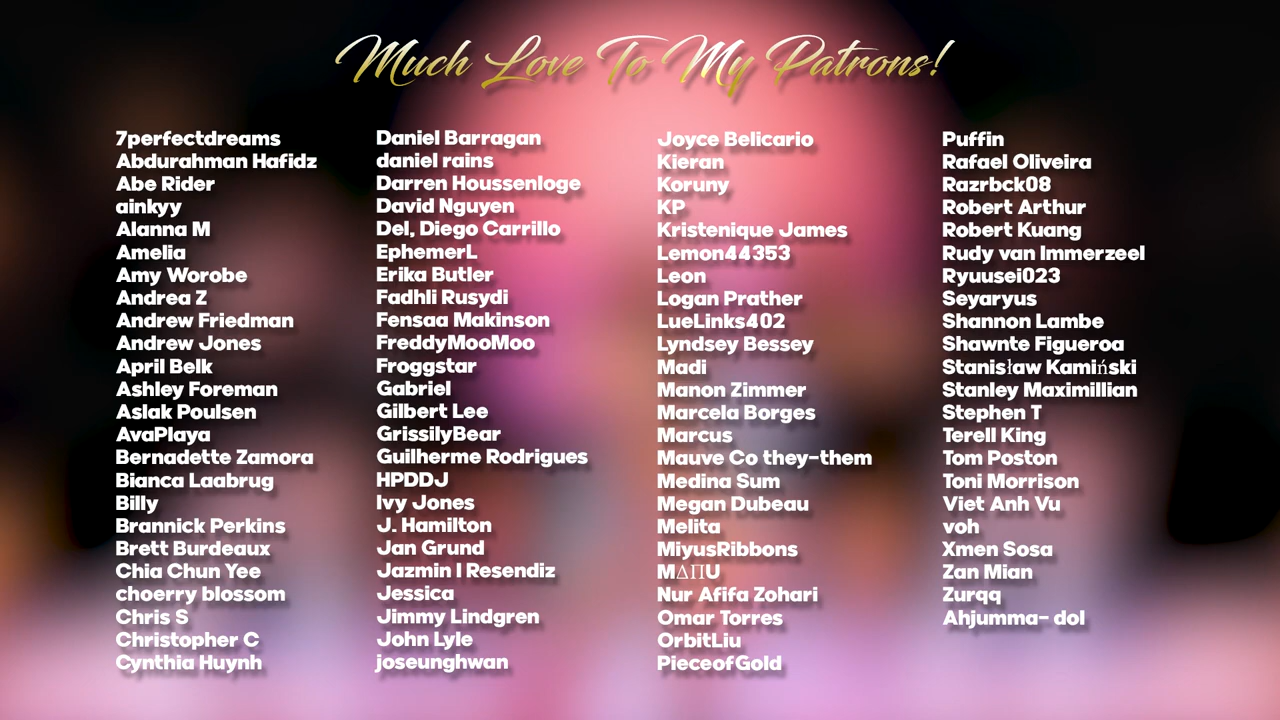 Much Love To My Patrons!
7perfectdreams
Abdurahman Hafidz
Abe Rider
ainkyy
Alanna M
Amelia
Amy Worobe
Andrea Z
Andrew Friedman
Andrew Jones
April Belk
Ashley Foreman
Aslak Poulsen
AvaPlaya
Bernadette Zamora
Bianca Laabrug
Billy
Brannick Perkins
Brett Burdeaux
Chia Chun Yee
choerry blossom
Chris S
Christopher C
Cynthia Huynh
Daniel Barragan
daniel rains
Darren Houssenloge
David Nguyen
Del, Diego Carrillo
EphemerL
Erika Butler
Fadhli Rusydi
Fensaa Makinson
FreddyMooMoo
Froggstar
Gabriel
Gilbert Lee
GrissilyBear
Guilherme Rodrigues
HPDDJ
Ivy Jones
J. Hamilton
Jan Grund
Jazmin I Resendiz
Jessica
Jimmy Lindgren
John Lyle
joseunghwan
Joyce Belicario
Kieran
Koruny
KP
Kristenique James
Lemon44353
Leon
Logan Prather
LueLinks402
Lyndsey Bessey
Madi
Manon Zimmer
Marcela Borges
Marcus
Mauve Co they-them
Medina Sum
Megan Dubeau
Melita
MiyusRibbons
MΔΠU
Nur Afifa Zohari
Omar Torres
OrbitLiu
PieceofGold
Puffin
Rafael Oliveira
Razrbck08
Robert Arthur
Robert Kuang
Rudy van Immerzeel
Ryuusei023
Seyaryus
Shannon Lambe
Shawnte Figueroa
Stanisław Kamiński
Stanley Maximillian
Stephen T
Terell King
Tom Poston
Toni Morrison
Viet Anh Vu
voh
Xmen Sosa
Zan Mian
Zurqq
Ahjumma- dol